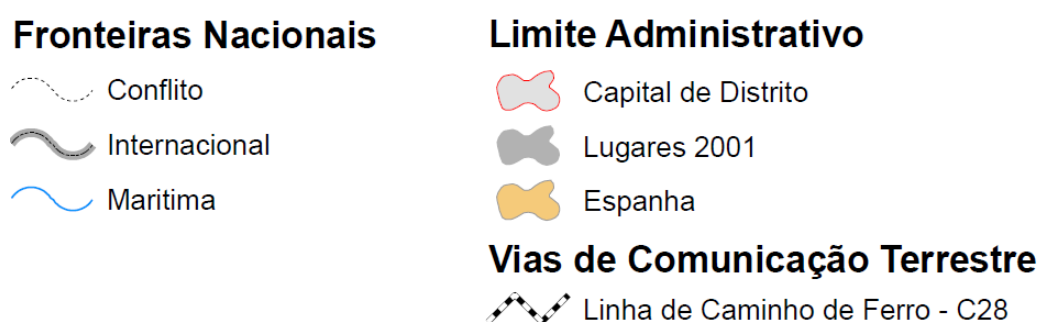 Fronteiras Nacionais
Conflito
Internacional
Maritima
Limite Administrativo
Capital de Distrito
Lugares 2001
Espanha
Vias de Comunicação Terrestre
Linha de Caminho de Ferro - C28